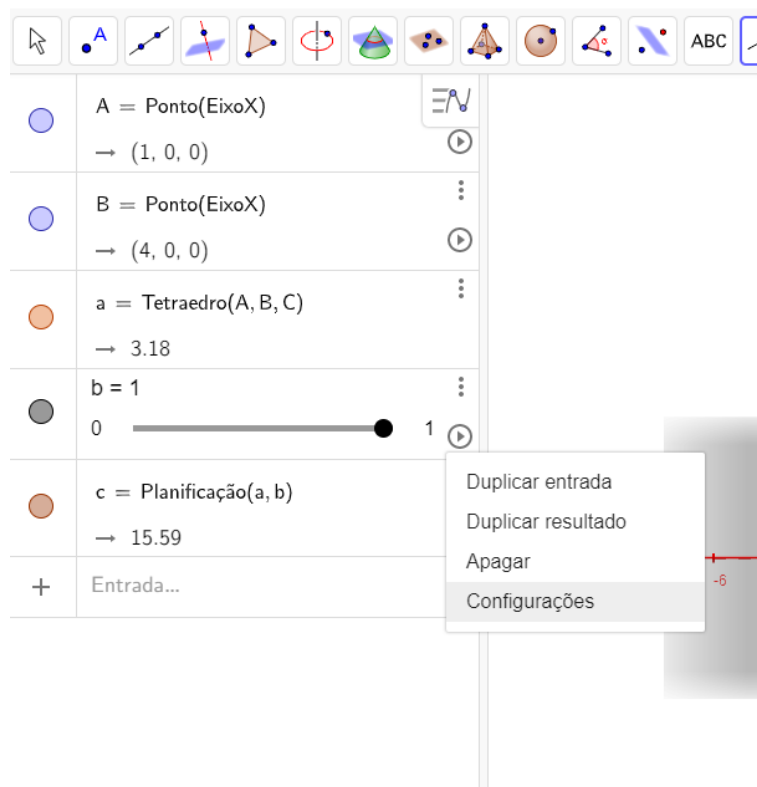 A
ABC
A = Ponto(EixoX)
→ (1, 0, 0)
B = Ponto(EixoX)
→ (4, 0, 0)
a = Tetraedro(A, B, C)
→ 3.18
b = 1
0 1
c = Planificação(a, b)
→ 15.59
+ Entrada...
Duplicar entrada
Duplicar resultado
Apagar
Configurações
-6